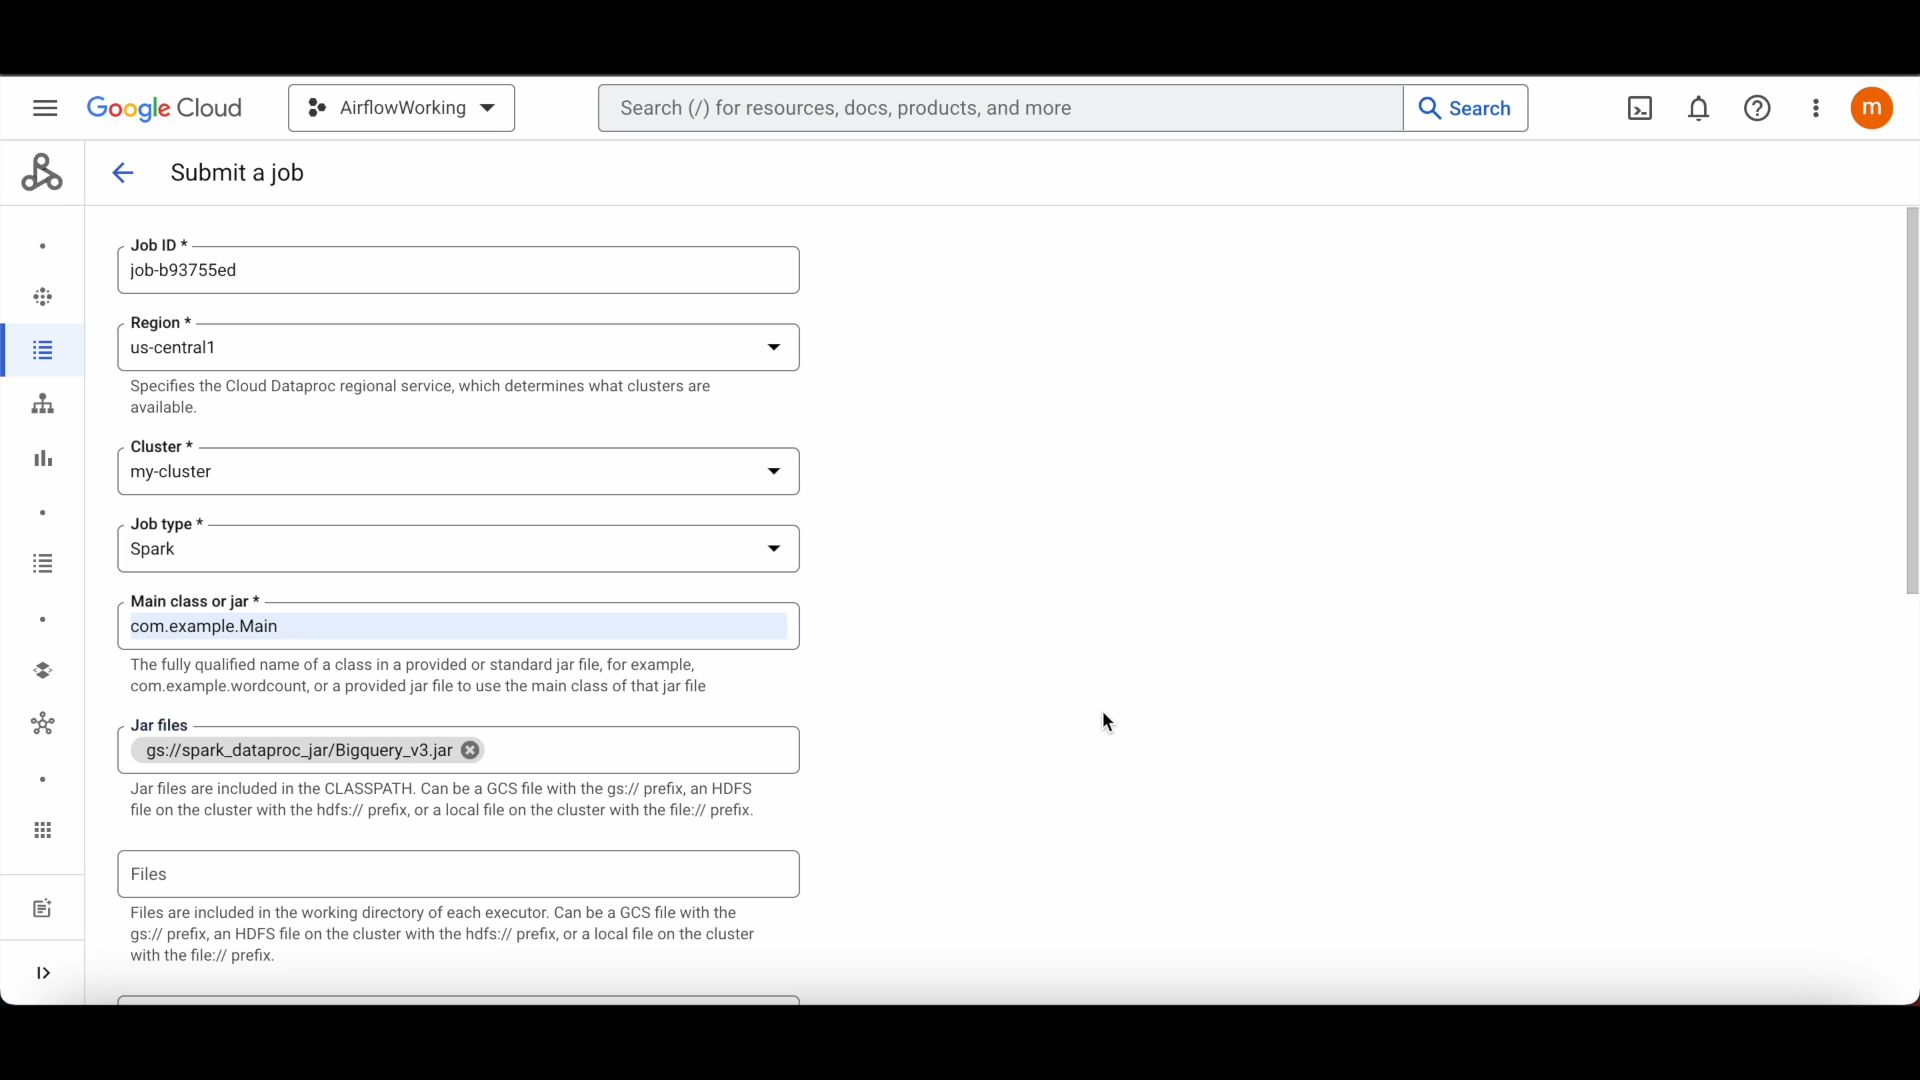 Google Cloud
AirflowWorking
Search (/) for resources, docs, products, and more
Search
m
Submit a job
Job ID *
job-b93755ed
Region *
us-central1
Specifies the Cloud Dataproc regional service, which determines what clusters are
available.
Cluster *
my-cluster
Job type *
Spark
Main class or jar *
com.example.Main
The fully qualified name of a class in a provided or standard jar file, for example,
com.example.wordcount, or a provided jar file to use the main class of that jar file
Jar files
gs://spark_dataproc_jar/Bigquery_v3.jar
Jar files are included in the CLASSPATH. Can be a GCS file with the gs:// prefix, an HDFS
file on the cluster with the hdfs:// prefix, or a local file on the cluster with the file:// prefix.
Files
Files are included in the working directory of each executor. Can be a GCS file with the
gs:// prefix, an HDFS file on the cluster with the hdfs:// prefix, or a local file on the cluster
with the file:// prefix.